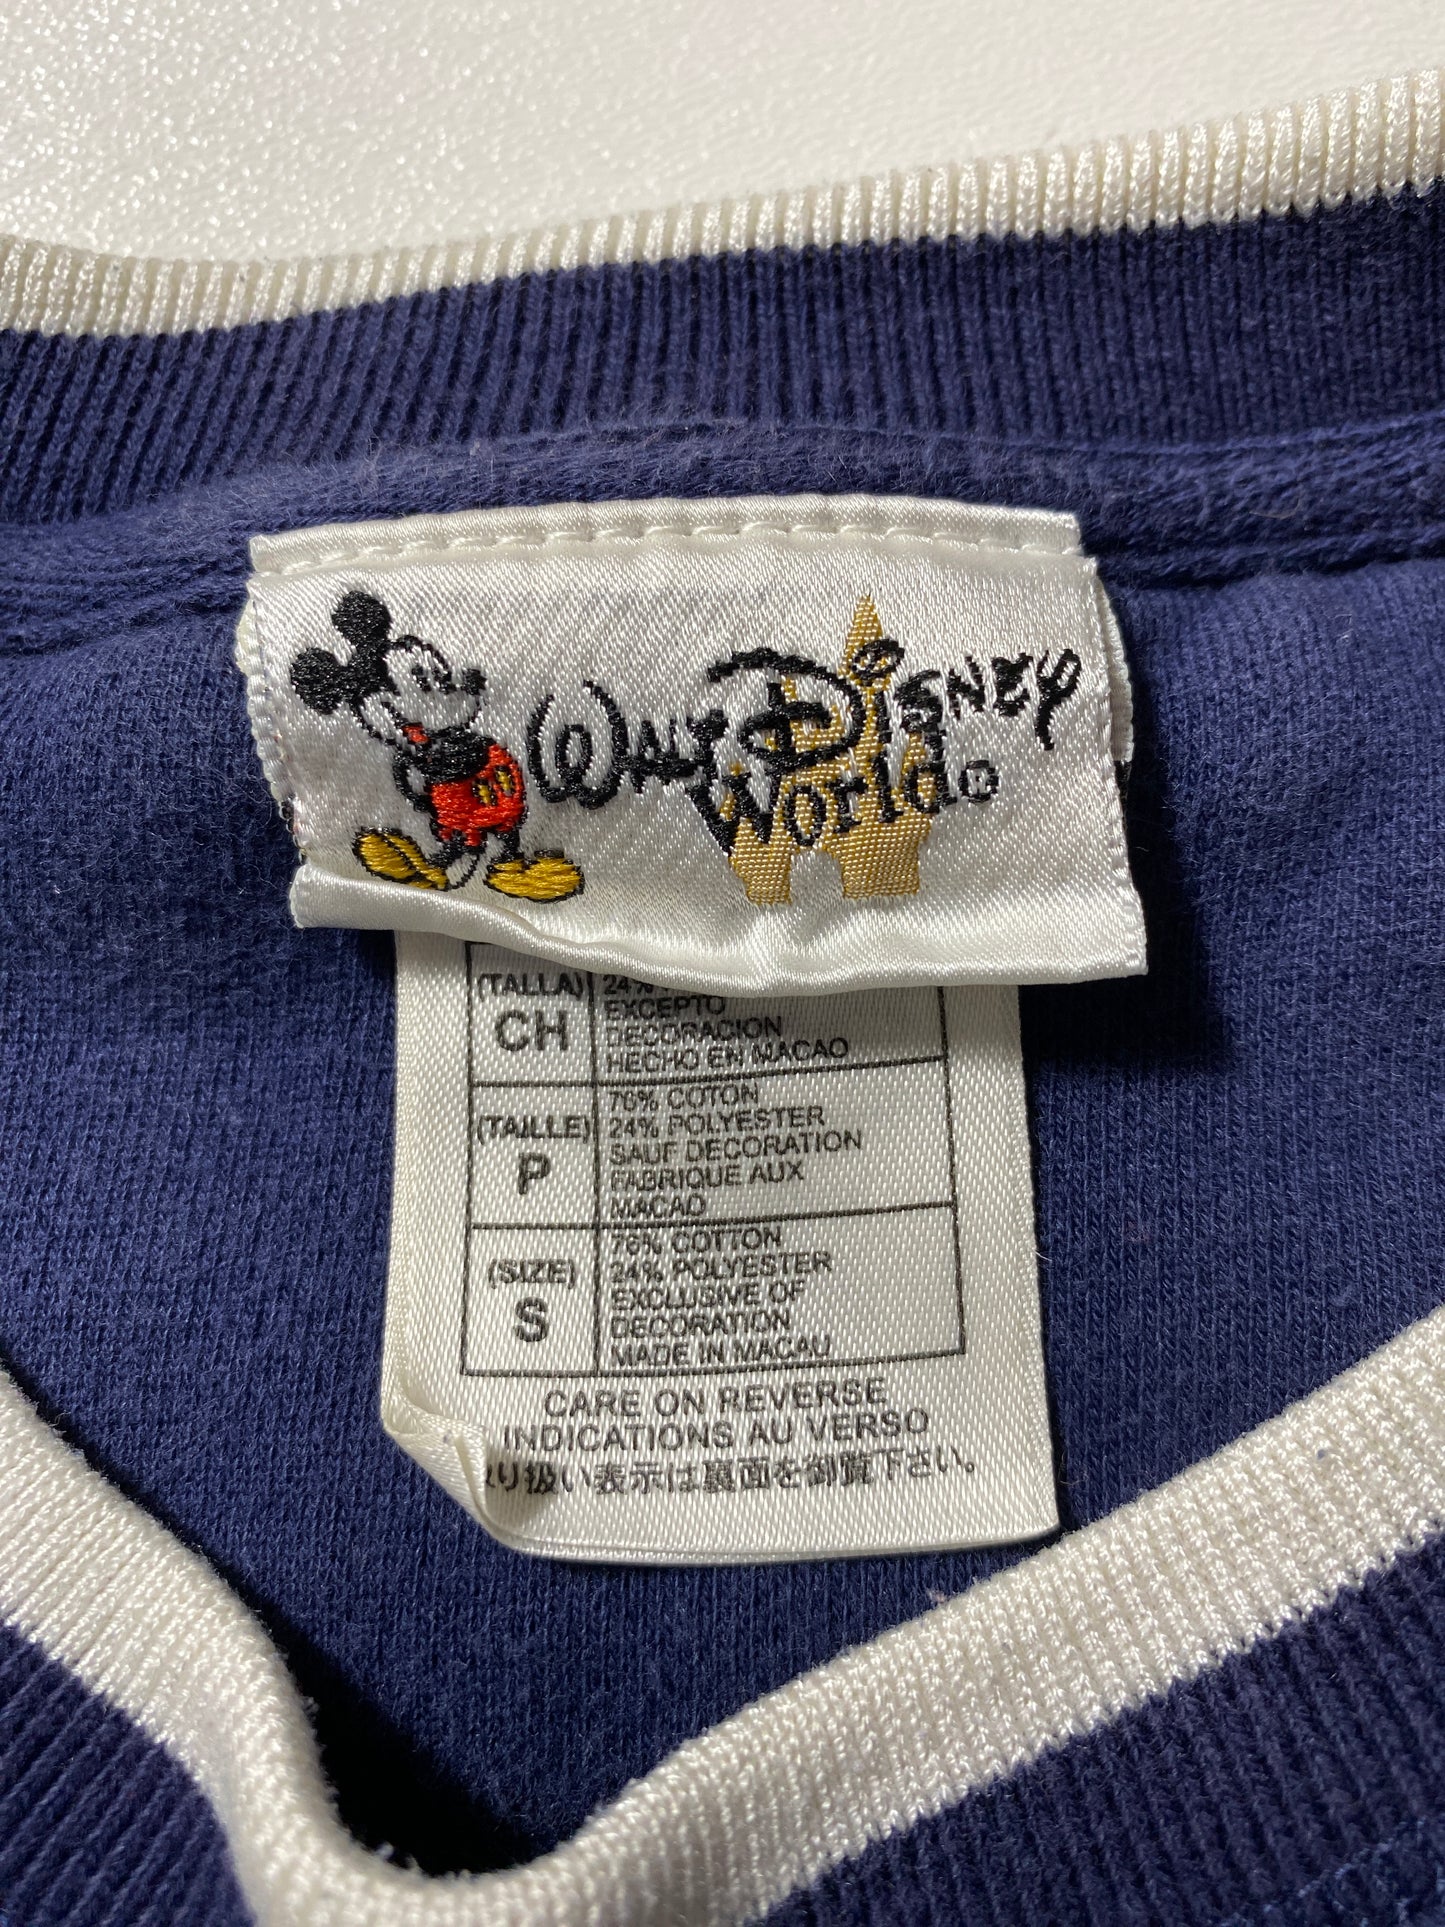 Walt Disney
World®
(TALLA)
CH
24%
EXCEPTO
DECORACION
HECHO EN MACAO
(TAILLE)
P
76% COTON
24% POLYESTER
SAUF DECORATION
FABRIQUE AUX
MACAO
(SIZE)
S
76% COTTON
24% POLYESTER
EXCLUSIVE OF
DECORATION
MADE IN MACAU
CARE ON REVERSE
INDICATIONS AU VERSO
取り扱い表示は裏面を御覧下さい。